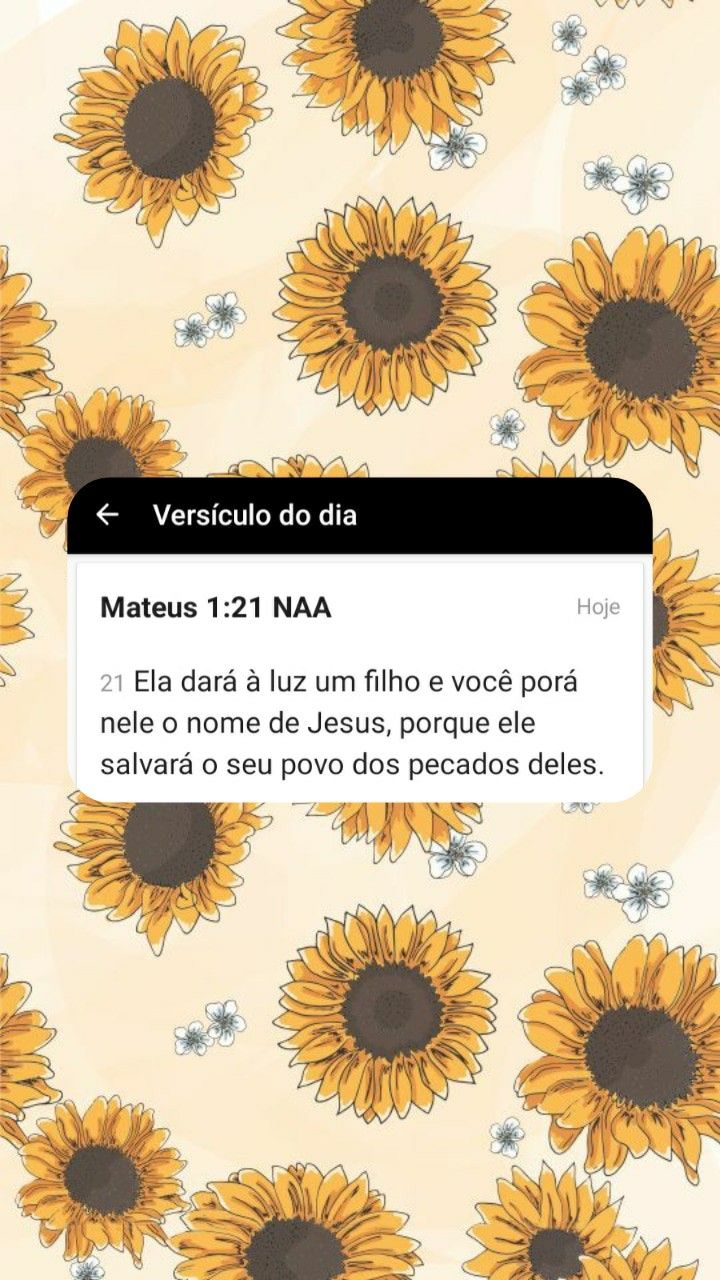 Versículo do dia
Mateus 1:21 NAA
Hoje
21 Ela dará à luz um filho e você porá
nele o nome de Jesus, porque ele
salvará o seu povo dos pecados deles.